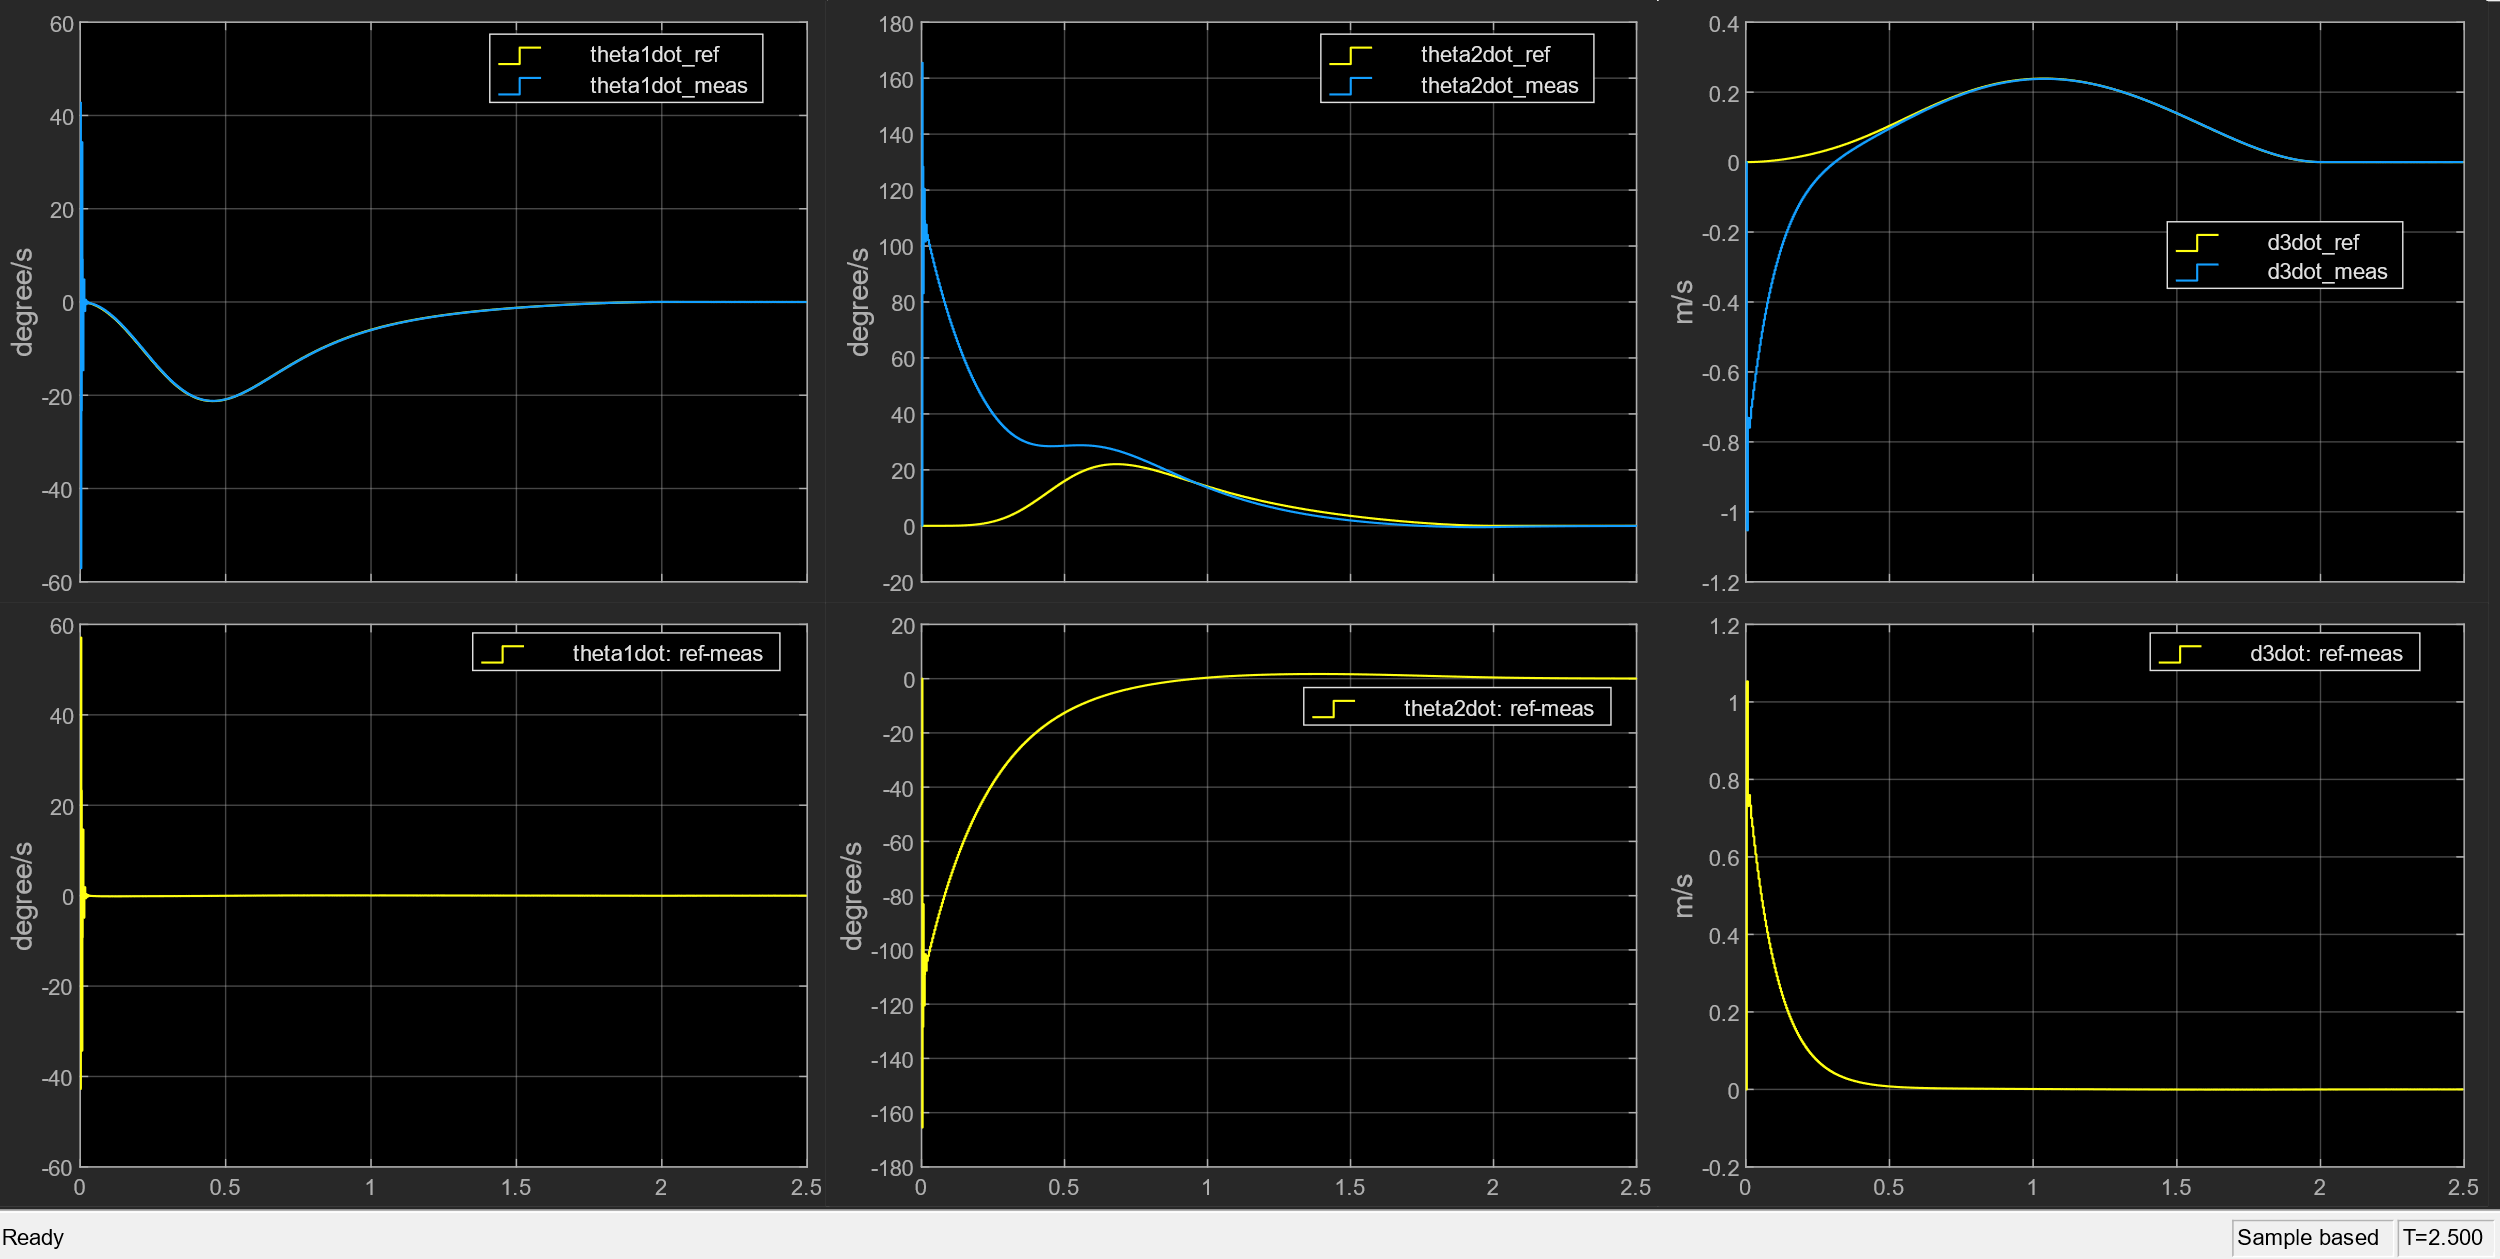 60
40
20
0
-20
-40
-60
degree/s
theta1dot_ref
theta1dot_meas
180
160
140
120
100
80
60
40
20
0
-20
degree/s
theta2dot_ref
theta2dot_meas
0.4
0.2
0
-0.2
-0.4
-0.6
-0.8
-1
-1.2
m/s
d3dot_ref
d3dot_meas
60
40
20
0
-20
-40
-60
degree/s
theta1dot: ref-meas
0 0.5 1 1.5 2 2.5
20
0
-20
-40
-60
-80
-100
-120
-140
-160
-180
degree/s
theta2dot: ref-meas
0 0.5 1 1.5 2 2.5
1.2
1
0.8
0.6
0.4
0.2
0
-0.2
m/s
d3dot: ref-meas
0 0.5 1 1.5 2 2.5
Ready
Sample based T=2.500